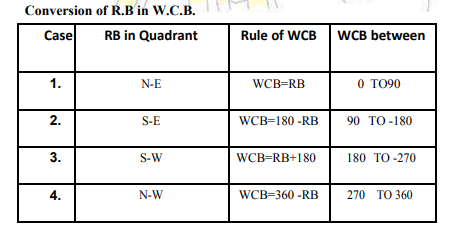 Conversion of R.B in W.C.B.
Case RB in Quadrant Rule of WCB WCB between
1. N-E WCB=RB 0 TO90
2. S-E WCB=180 -RB 90 TO -180
3. S-W WCB=RB+180 180 TO -270
4. N-W WCB=360 -RB 270 TO 360